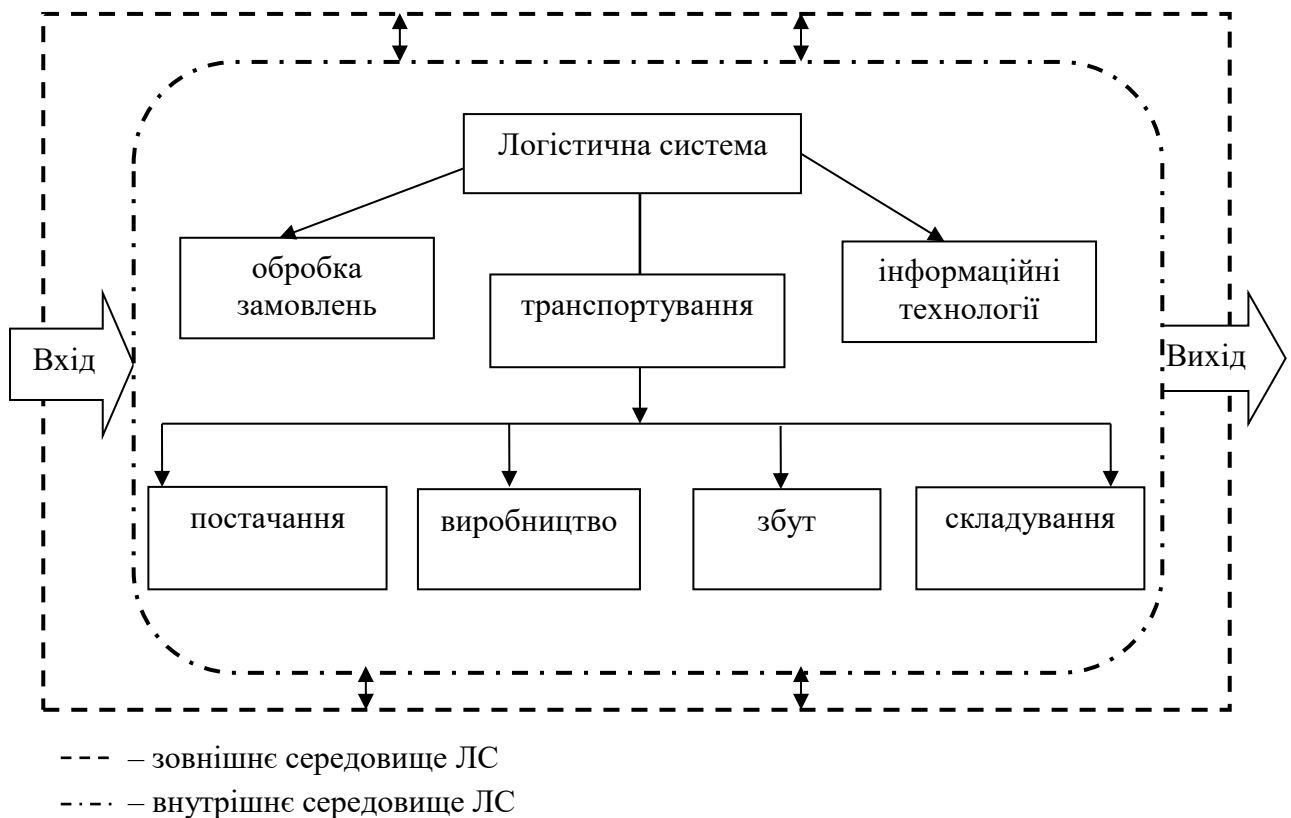 Логістична система
обробка
замовлень
транспортування
інформаційні
технології
Вхід
Вихід
постачання
виробництво
збут
складування
– зовнішнє середовище ЛС
– внутрішнє середовище ЛС